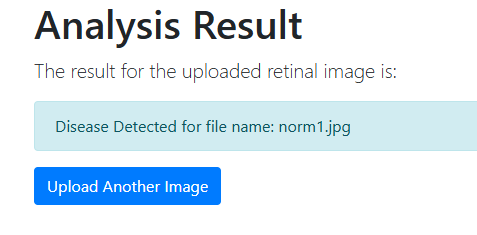 Analysis Result
The result for the uploaded retinal image is:
Disease Detected for file name: norm1.jpg
Upload Another Image